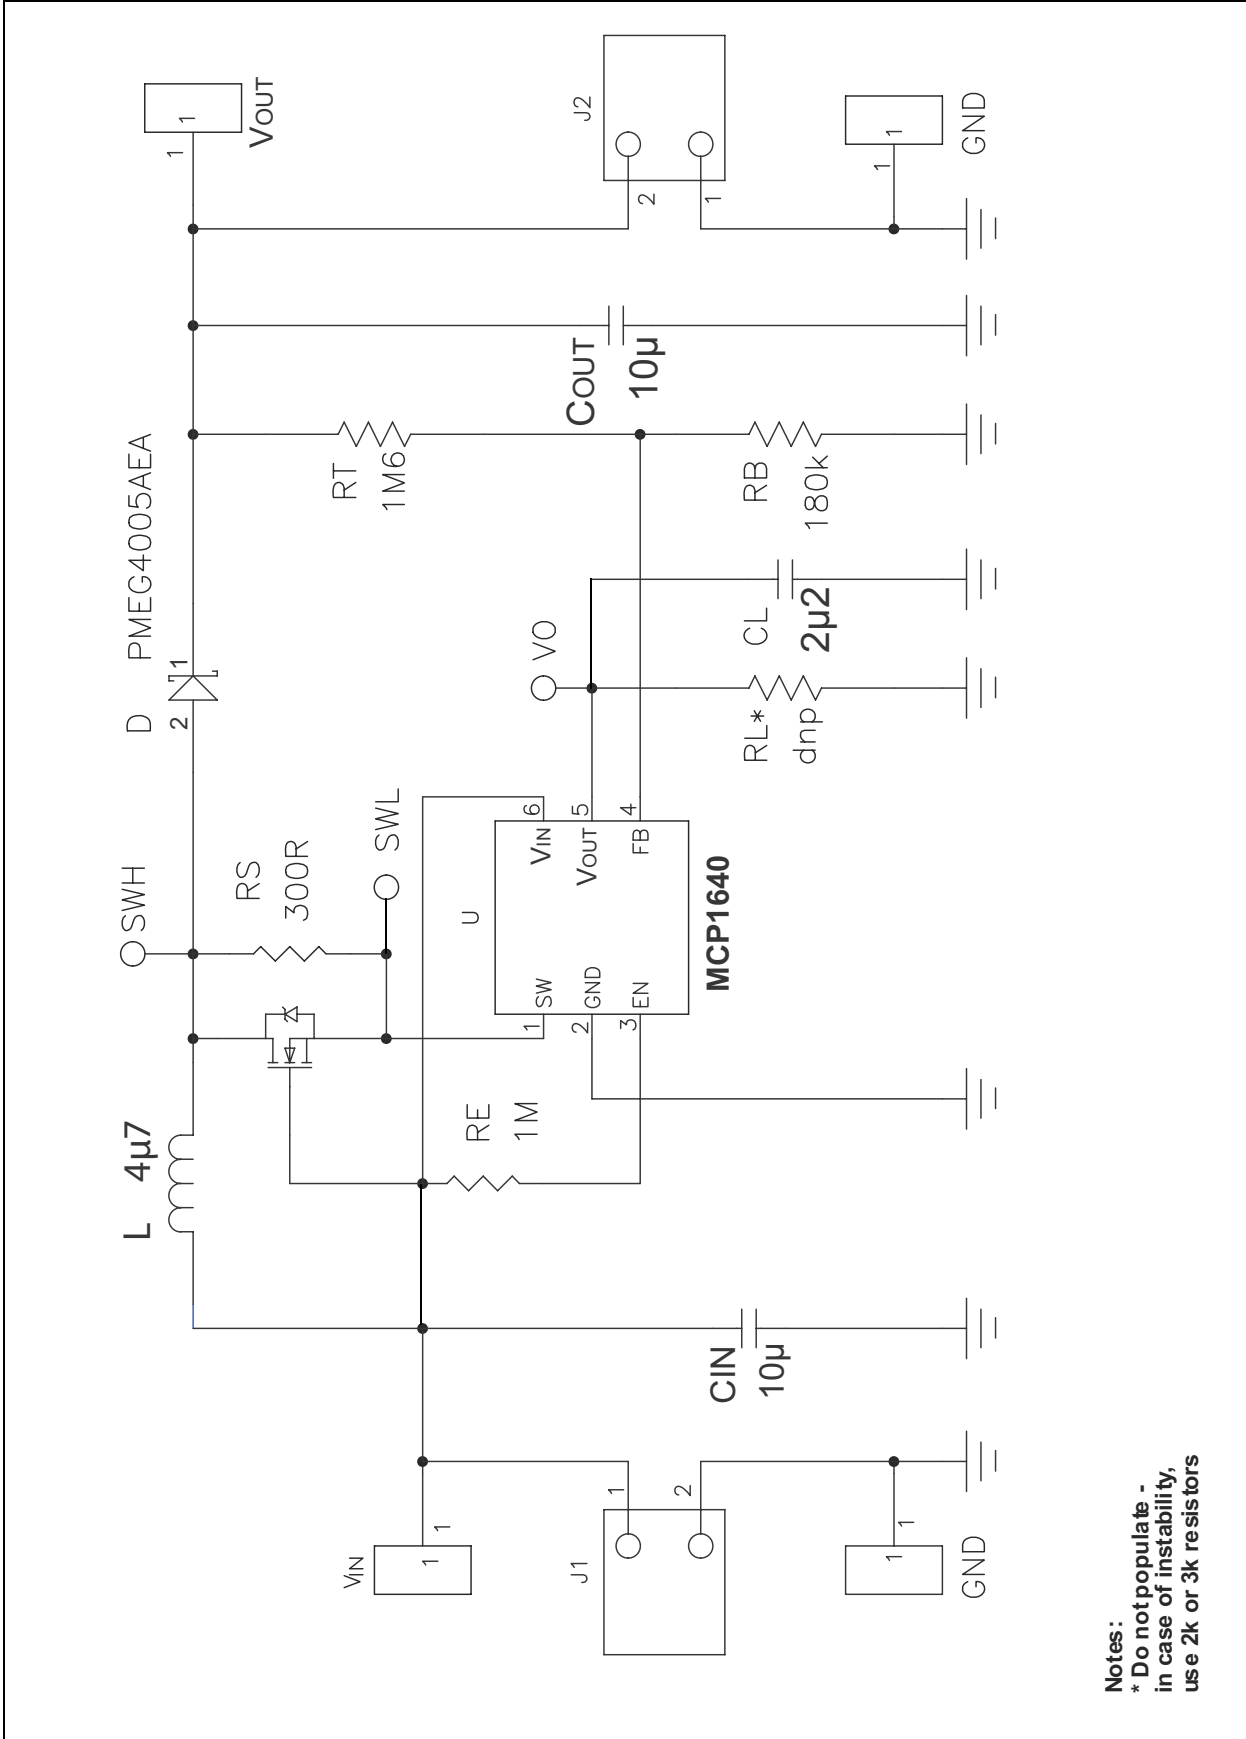 VIN
1
1
J1
1
2
1
1
GND
L 4µ7
CIN
10µ
RE
1M
SWH
RS
300R
SWL
U
1
SW
2
GND
3
EN
VIN
6
VOUT
5
FB
4
MCP1640
D PMEG4005AEA
2
1
VO
RL*
dnp
CL
2µ2
RT
1M6
RB
180k
COUT
10µ
1
1
VOUT
J2
2
1
1
1
GND
Notes:
* Do not populate -
in case of instability,
use 2k or 3k resistors